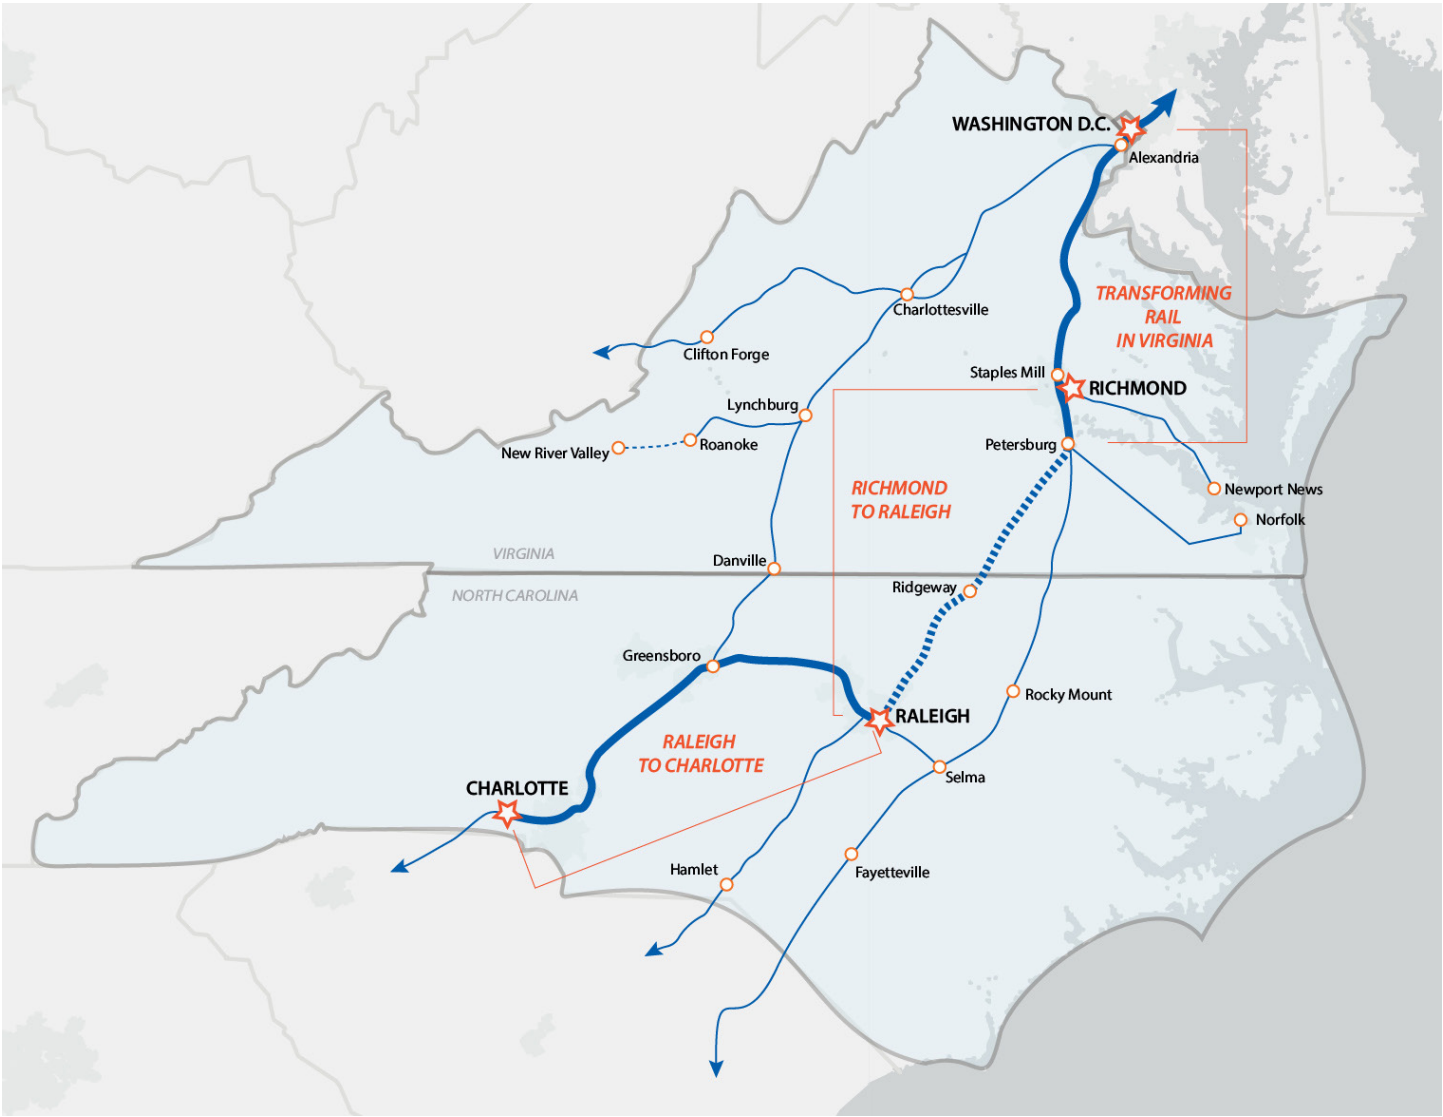 WASHINGTON D.C.
Alexandria
TRANSFORMING
RAIL
IN VIRGINIA
Charlottesville
Clifton Forge
Staples Mill
RICHMOND
Lynchburg
Roanoke
New River Valley
Petersburg
RICHMOND
TO RALEIGH
Newport News
Norfolk
VIRGINIA
Danville
NORTH CAROLINA
Ridgeway
Greensboro
Rocky Mount
RALEIGH
RALEIGH
TO CHARLOTTE
Selma
CHARLOTTE
Hamlet
Fayetteville